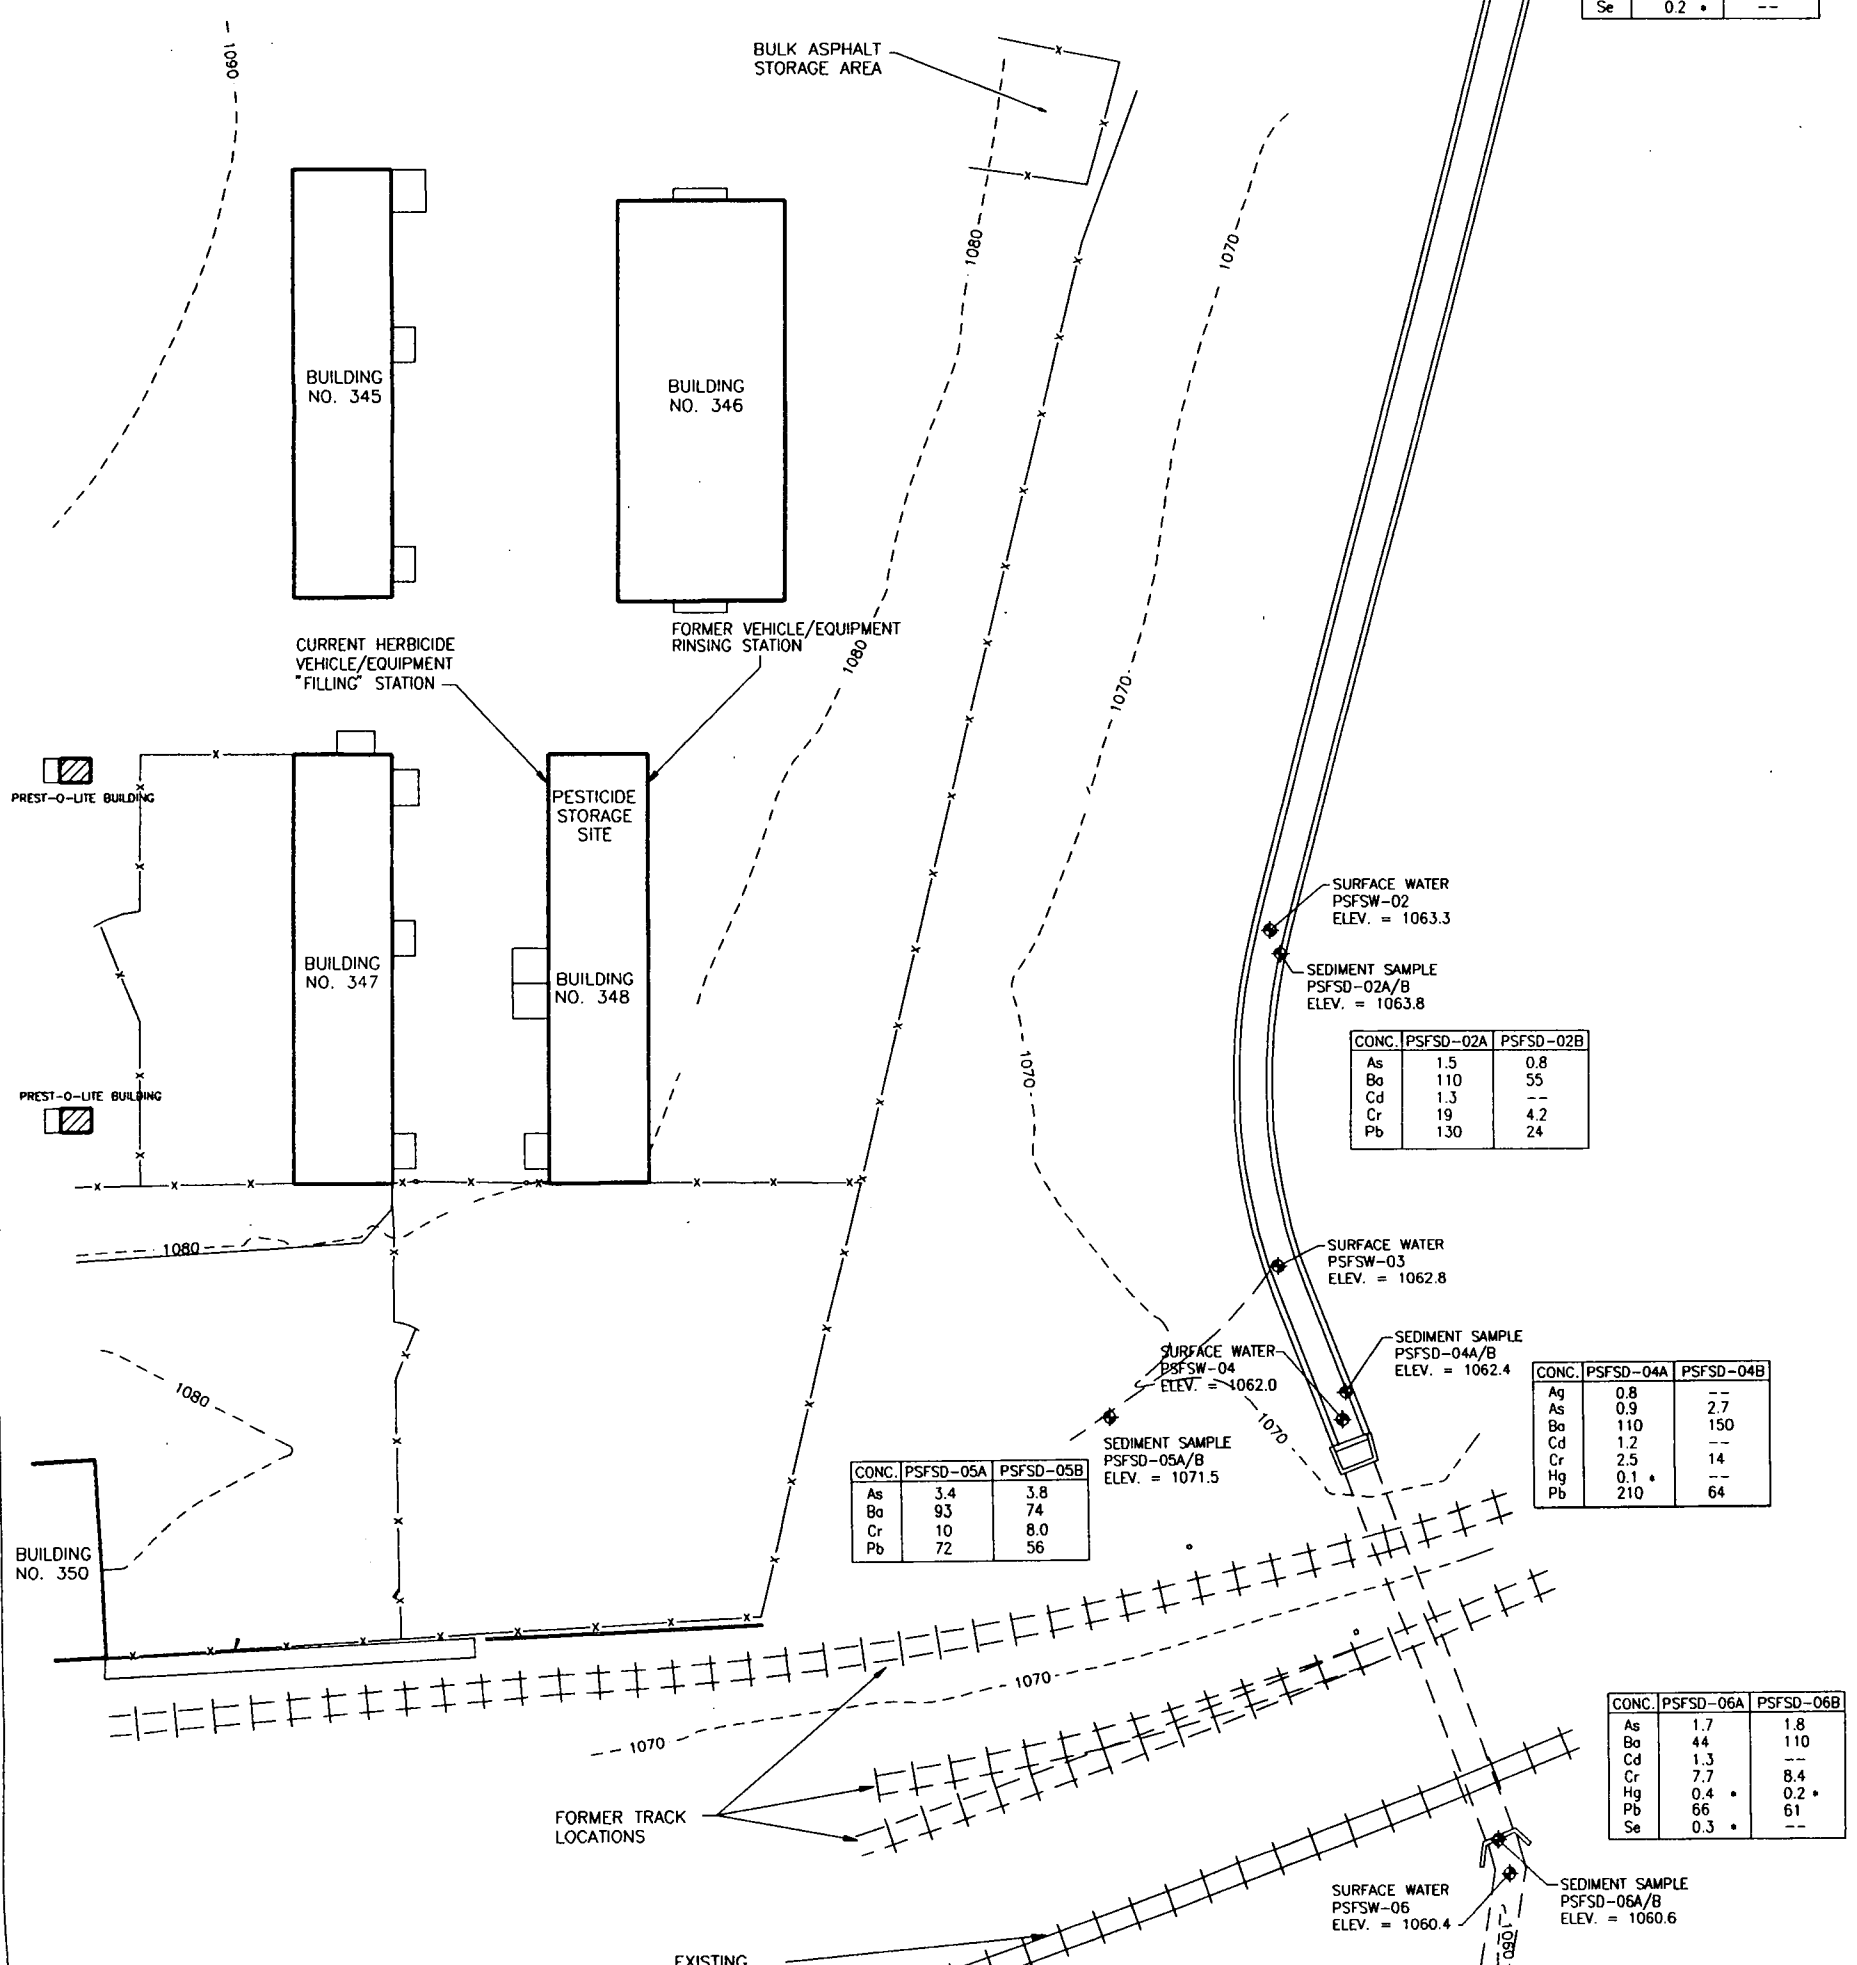 Se 0.2 * --
1090
BULK ASPHALT
STORAGE AREA
1080
1070
BUILDING
NO. 345
BUILDING
NO. 346
CURRENT HERBICIDE
VEHICLE/EQUIPMENT
"FILLING" STATION
FORMER VEHICLE/EQUIPMENT
RINSING STATION
1080
1070
PREST-O-LITE BUILDING
PESTICIDE
STORAGE
SITE
BUILDING
NO. 347
BUILDING
NO. 348
SURFACE WATER
PSFSW-02
ELEV. = 1063.3
SEDIMENT SAMPLE
PSFSD-02A/B
ELEV. = 1063.8
CONC. PSFSD-02A PSFSD-02B
As 1.5 0.8
Ba 110 55
Cd 1.3 --
Cr 19 4.2
Pb 130 24
1070
PREST-O-LITE BUILDING
1080
SURFACE WATER
PSFSW-03
ELEV. = 1062.8
SURFACE WATER
PSFSW-04
ELEV. = 1062.0
SEDIMENT SAMPLE
PSFSD-04A/B
ELEV. = 1062.4
CONC. PSFSD-04A PSFSD-04B
Ag 0.8 --
As 0.9 2.7
Ba 110 150
Cd 1.2 --
Cr 2.5 14
Hg 0.1 * --
Pb 210 64
1080
1070
SEDIMENT SAMPLE
PSFSD-05A/B
ELEV. = 1071.5
CONC. PSFSD-05A PSFSD-05B
As 3.4 3.8
Ba 93 74
Cr 10 8.0
Pb 72 56
BUILDING
NO. 350
1070
1070
FORMER TRACK
LOCATIONS
CONC. PSFSD-06A PSFSD-06B
As 1.7 1.8
Ba 44 110
Cd 1.3 --
Cr 7.7 8.4
Hg 0.4 * 0.2 *
Pb 66 61
Se 0.3 * --
SURFACE WATER
PSFSW-06
ELEV. = 1060.4
SEDIMENT SAMPLE
PSFSD-06A/B
ELEV. = 1060.6
1060
EXISTING